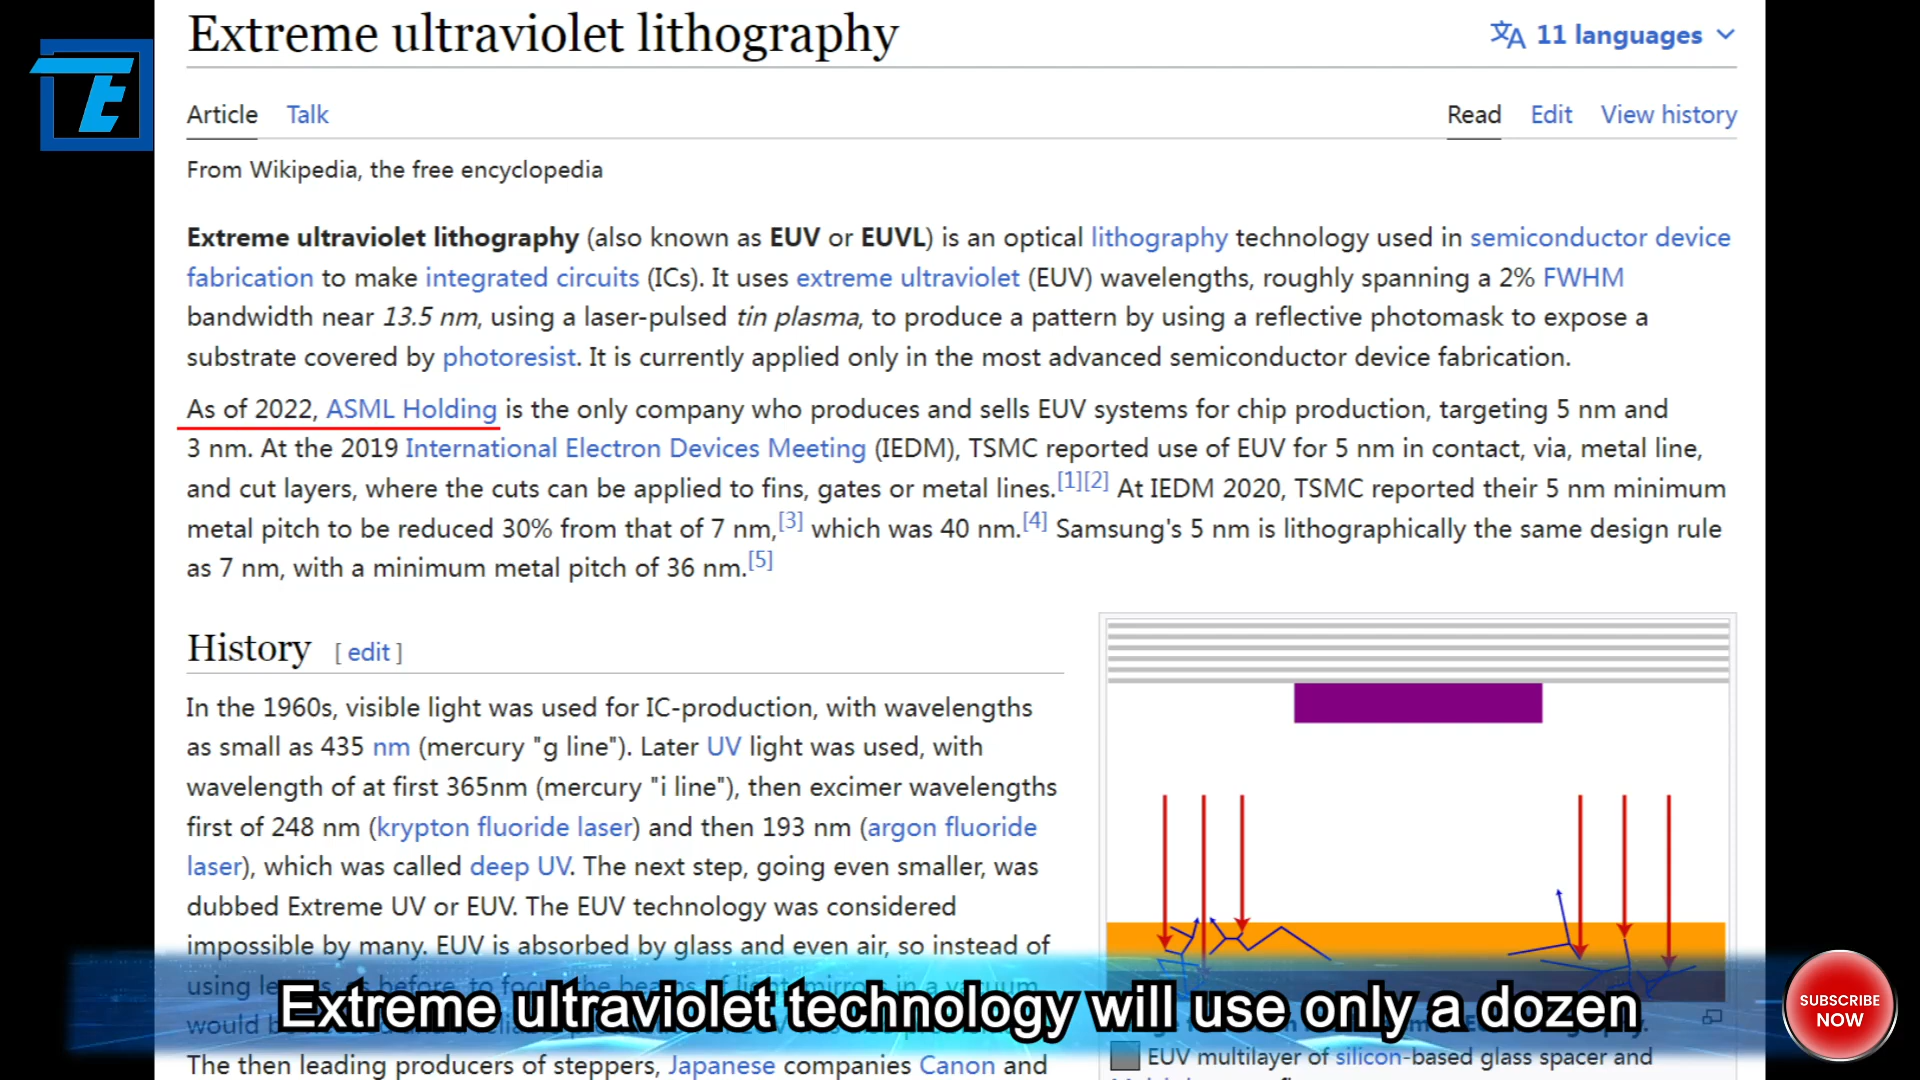 Extreme ultraviolet lithography
11 languages
Article Talk
Read Edit View history
From Wikipedia, the free encyclopedia
Extreme ultraviolet lithography (also known as EUV or EUVL) is an optical lithography technology used in semiconductor device
fabrication to make integrated circuits (ICs). It uses extreme ultraviolet (EUV) wavelengths, roughly spanning a 2% FWHM
bandwidth near 13.5 nm, using a laser-pulsed tin plasma, to produce a pattern by using a reflective photomask to expose a
substrate covered by photoresist. It is currently applied only in the most advanced semiconductor device fabrication.
As of 2022, ASML Holding is the only company who produces and sells EUV systems for chip production, targeting 5 nm and
3 nm. At the 2019 International Electron Devices Meeting (IEDM), TSMC reported use of EUV for 5 nm in contact, via, metal line,
and cut layers, where the cuts can be applied to fins, gates or metal lines.[1][2] At IEDM 2020, TSMC reported their 5 nm minimum
metal pitch to be reduced 30% from that of 7 nm,[3] which was 40 nm.[4] Samsung's 5 nm is lithographically the same design rule
as 7 nm, with a minimum metal pitch of 36 nm.[5]
History [ edit ]
In the 1960s, visible light was used for IC-production, with wavelengths
as small as 435 nm (mercury "g line"). Later UV light was used, with
wavelength of at first 365nm (mercury "i line"), then excimer wavelengths
first of 248 nm (krypton fluoride laser) and then 193 nm (argon fluoride
laser), which was called deep UV. The next step, going even smaller, was
dubbed Extreme UV or EUV. The EUV technology was considered
impossible by many. EUV is absorbed by glass and even air, so instead of
using
would
The then leading producers of steppers, Japanese companies Canon and
EUV multilayer of silicon-based glass spacer and
Extreme ultraviolet technology will use only a dozen
SUBSCRIBE
NOW
TE